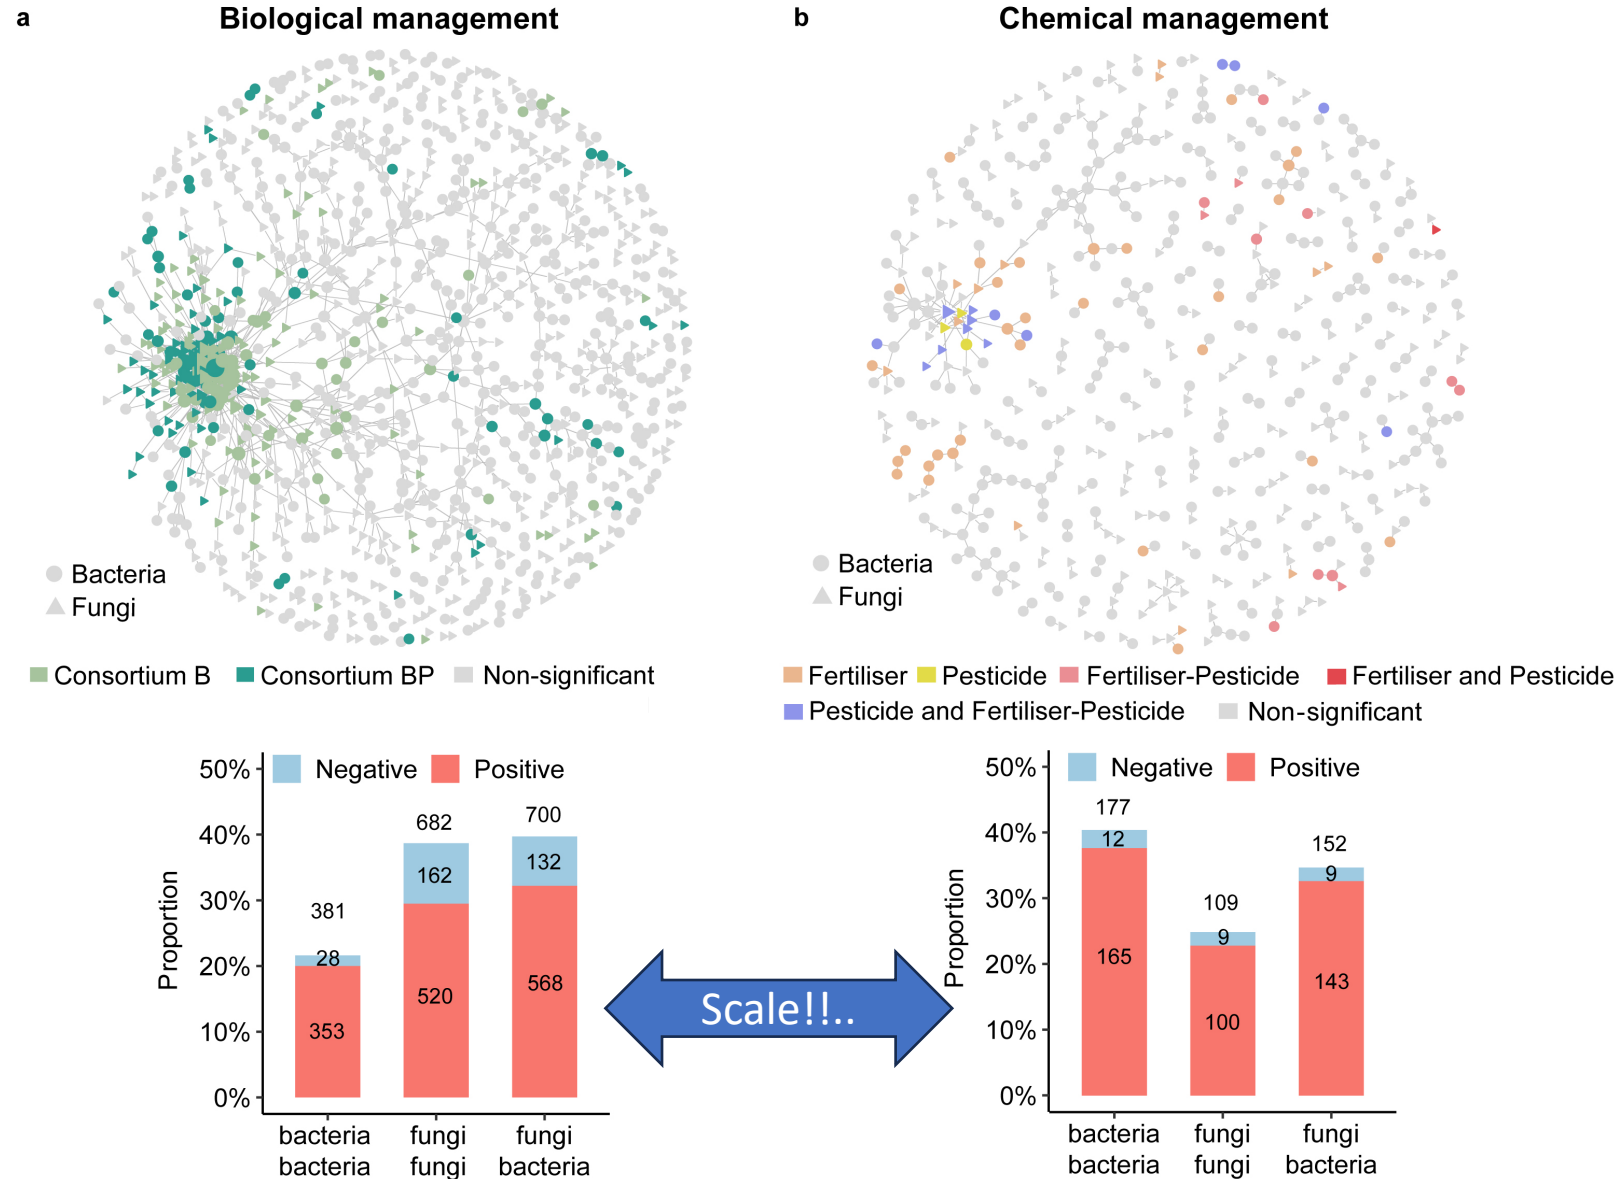 a
Biological management
b
Chemical management
Bacteria
Fungi
Consortium B
Consortium BP
Non-significant
Bacteria
Fungi
Fertiliser
Pesticide
Fertiliser-Pesticide
Fertiliser and Pesticide
Pesticide and Fertiliser-Pesticide
Non-significant
Negative
Positive
Proportion
50%
40%
30%
20%
10%
0%
381
28
353
682
162
520
700
132
568
bacteria
bacteria
fungi
fungi
fungi
bacteria
Scale!!..
Negative
Positive
Proportion
50%
40%
30%
20%
10%
0%
177
12
165
109
9
100
152
9
143
bacteria
bacteria
fungi
fungi
fungi
bacteria